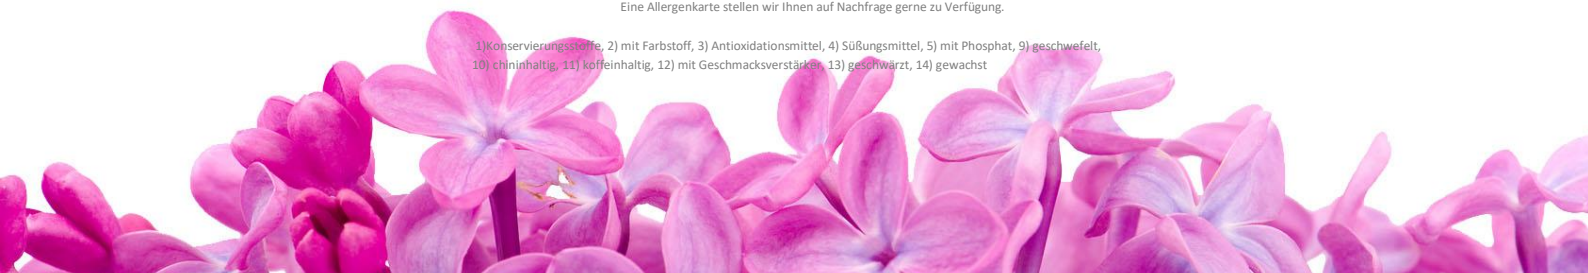 Eine Allergenkarte stellen wir Ihnen auf Nachfrage gerne zu Verfügung.
1)Konservierungsstoffe, 2) mit Farbstoff, 3) Antioxidationsmittel, 4) Süßungsmittel, 5) mit Phosphat, 9) geschwefelt,
10) chininhaltig, 11) koffeinhaltig, 12) mit Geschmacksverstärker, 13) geschwärzt, 14) gewachst